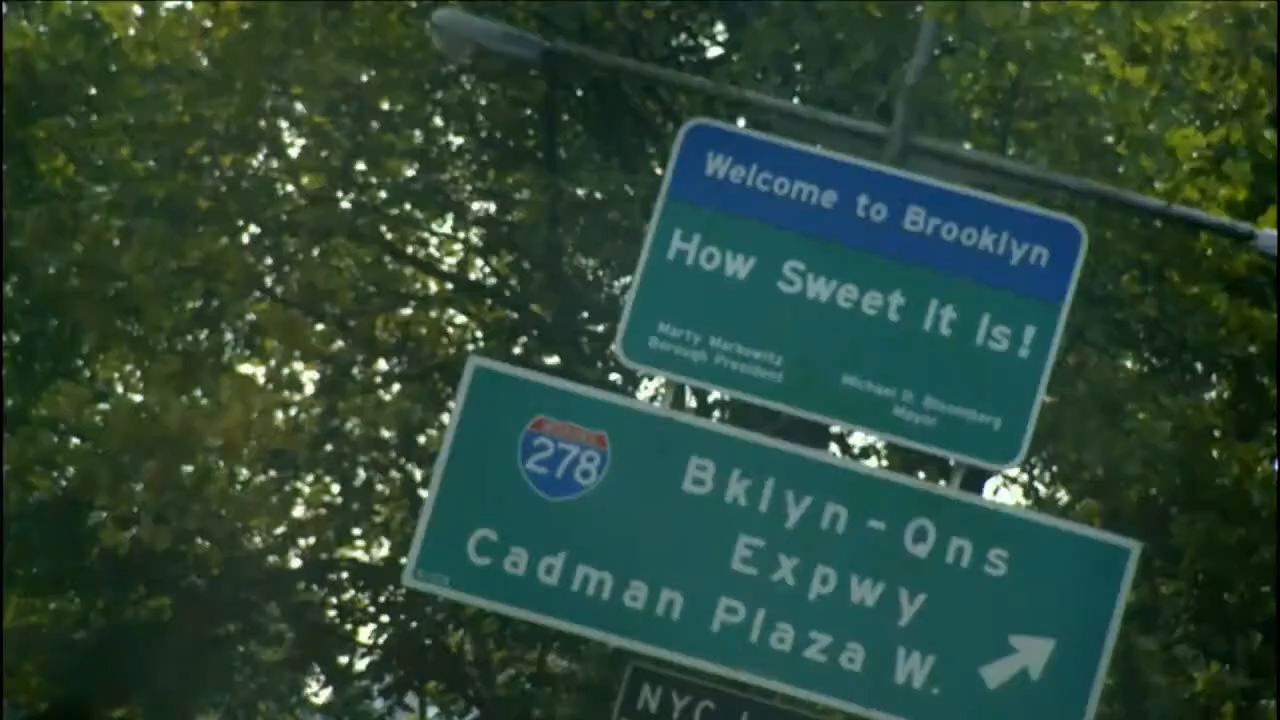 Welcome to Brooklyn
How Sweet It Is!
Marty Markowitz
Borough President
Michael R. Bloomberg
Mayor
278
Bklyn-Qns
Expwy
Cadman Plaza W.
NYC